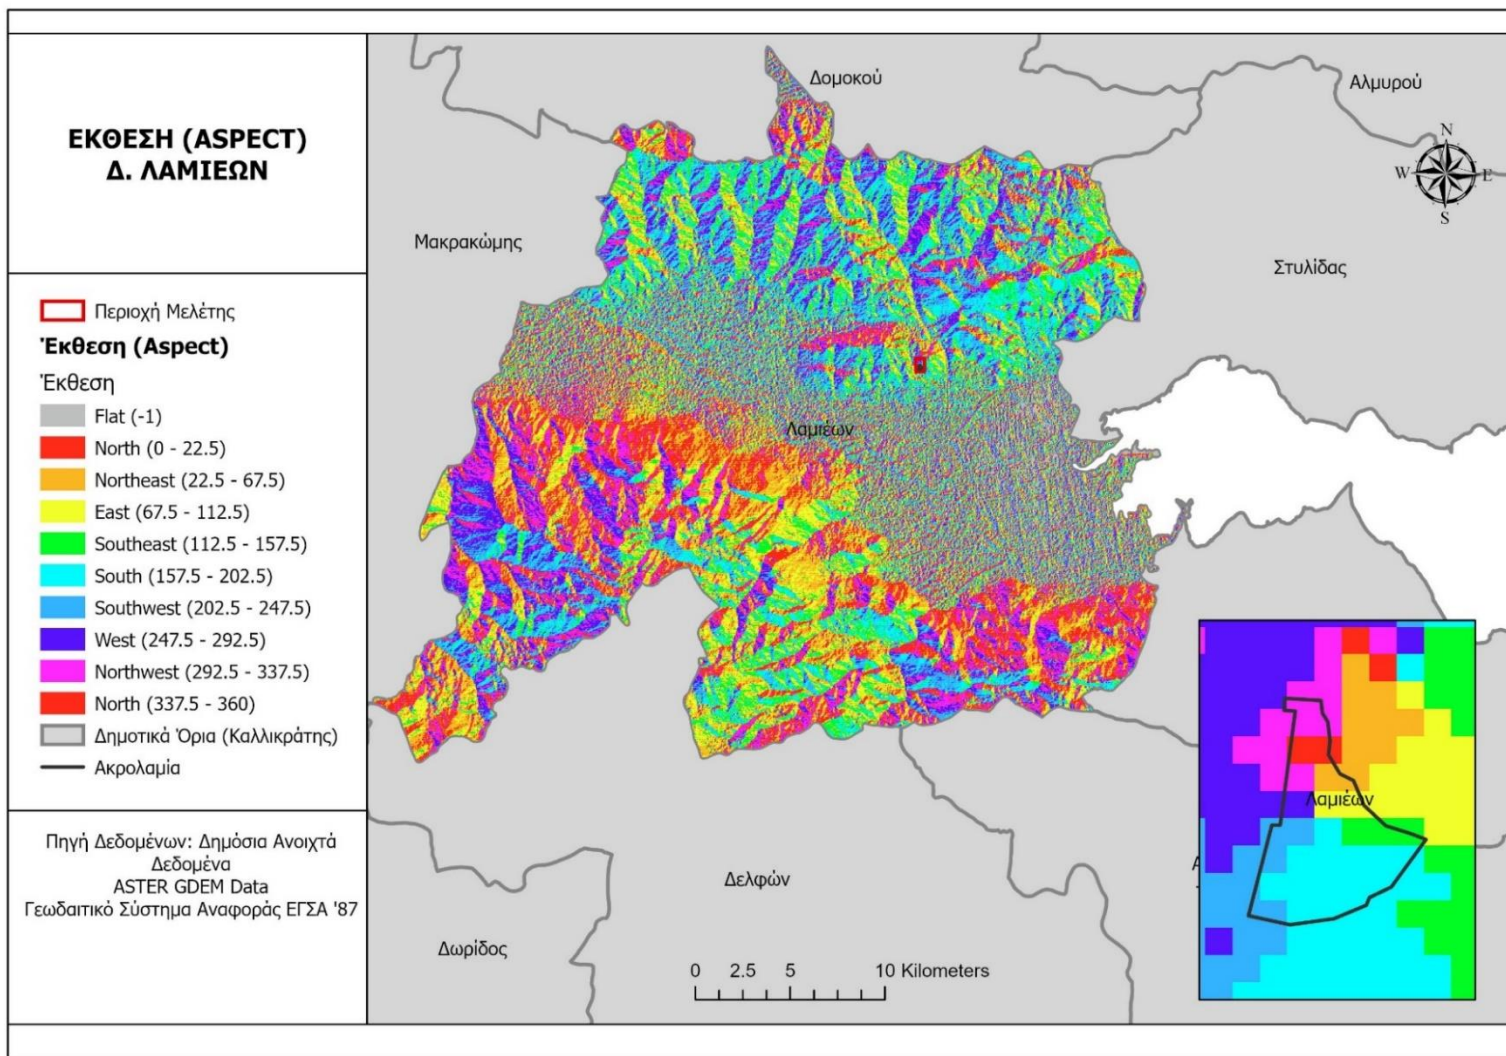 ΕΚΘΕΣΗ (ASPECT)
Δ. ΛΑΜΙΕΩΝ
Περιοχή Μελέτης
Έκθεση (Aspect)
Έκθεση
Flat (-1)
North (0 - 22.5)
Northeast (22.5 - 67.5)
East (67.5 - 112.5)
Southeast (112.5 - 157.5)
South (157.5 - 202.5)
Southwest (202.5 - 247.5)
West (247.5 - 292.5)
Northwest (292.5 - 337.5)
North (337.5 - 360)
Δημοτικά Όρια (Καλλικράτης)
Ακρολαμία
Πηγή Δεδομένων: Δημόσια Ανοιχτά
Δεδομένα
ASTER GDEM Data
Γεωδαιτικό Σύστημα Αναφοράς ΕΓΣΑ '87
Δομοκού
Αλμυρού
N
W E
S
Μακρακώμης
Στυλίδας
Λαμιέων
Λαμιέων
Δελφών
Δωρίδος
0 2.5 5 10 Kilometers